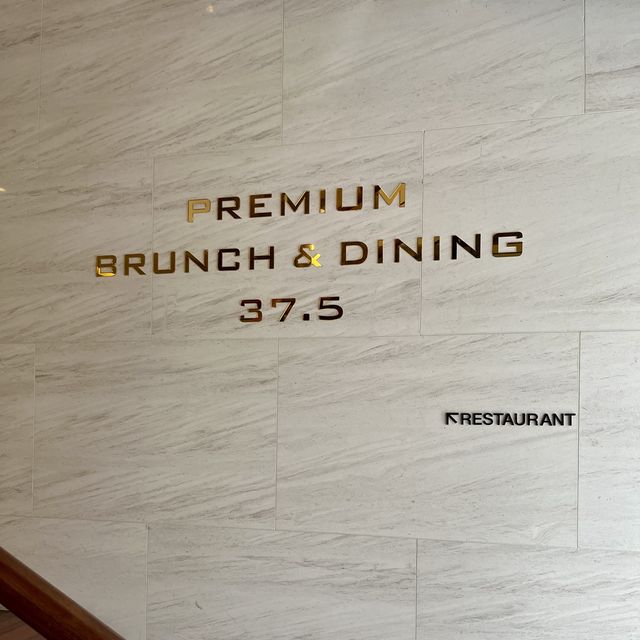 PREMIUM
BRUNCH & DINING
37.5
RESTAURANT